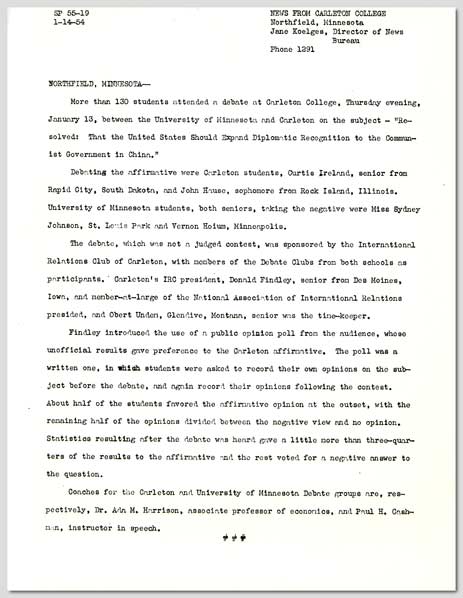 SP 55-19
1-14-54
NEWS FROM CARLETON COLLEGE
Northfield, Minnesota
Jane Koelges, Director of News
Bureau
Phone 1291
NORTHFIELD, MINNESOTA—
More than 130 students attended a debate at Carleton College, Thursday evening,
January 13, between the University of Minnesota and Carleton on the subject - "Re-
solved: That the United States Should Expand Diplomatic Recognition to the Commun-
ist Government in China."
Debating the affirmative were Carleton students, Curtis Ireland, senior from
Rapid City, South Dakota, and John House, sophomore from Rock Island, Illinois.
University of Minnesota students, both seniors, taking the negative were Miss Sydney
Johnson, St. Louis Park and Vernon Hoium, Minneapolis.
The debate, which was not a judged contest, was sponsored by the International
Relations Club of Carleton, with members of the Debate Clubs from both schools as
participants. Carleton's IRC president, Donald Findley, senior from Des Moines,
Iowa, and member-at-large of the National Association of International Relations
presided, and Obert Undem, Glendive, Montana, senior was the time-keeper.
Findley introduced the use of a public opinion poll from the audience, whose
unofficial results gave preference to the Carleton affirmative. The poll was a
written one, in which students were asked to record their own opinions on the sub-
ject before the debate, and again record their opinions following the contest.
About half of the students favored the affirmative opinion at the outset, with the
remaining half of the opinions divided between the negative view and no opinion.
Statistics resulting after the debate was heard gave a little more than three-quar-
ters of the results to the affirmative and the rest voted for a negative answer to
the question.
Coaches for the Carleton and University of Minnesota Debate groups are, res-
pectively, Dr. Ada M. Harrison, associate professor of economics, and Paul H. Cash-
man, instructor in speech.
# # #